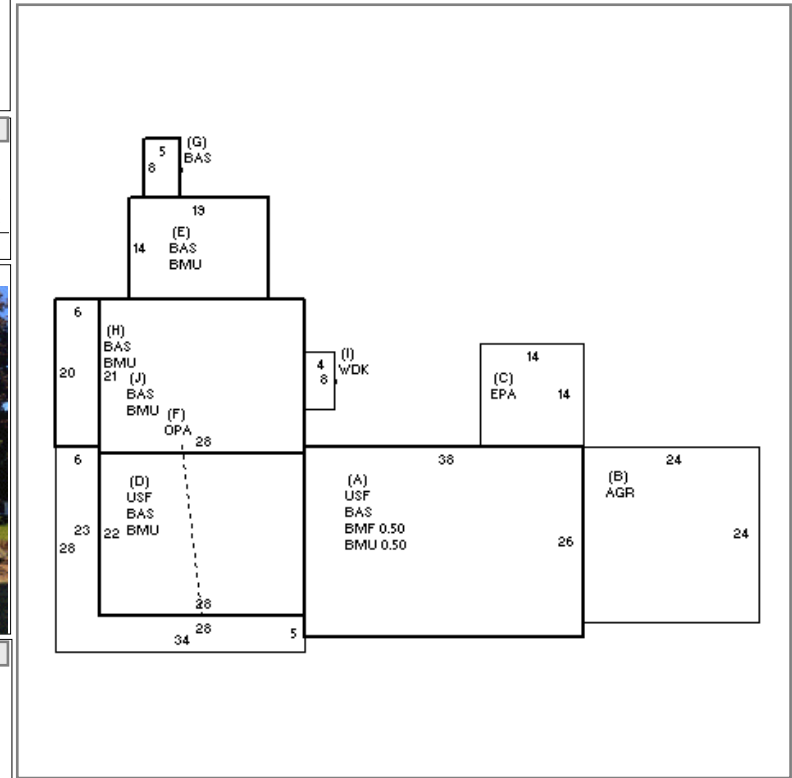 5
8
(G)
BAS
19
14
(E)
BAS
BMU
6
20
(H)
BAS
BMU
21
(J)
BAS
BMU
(F)
OPA
28
4
8
(I)
WDK
14
(C)
EPA
14
6
23
28
22
(D)
USF
BAS
BMU
28
28
34
5
38
(A)
USF
BAS
BMF 0.50
BMU 0.50
26
24
(B)
AGR
24